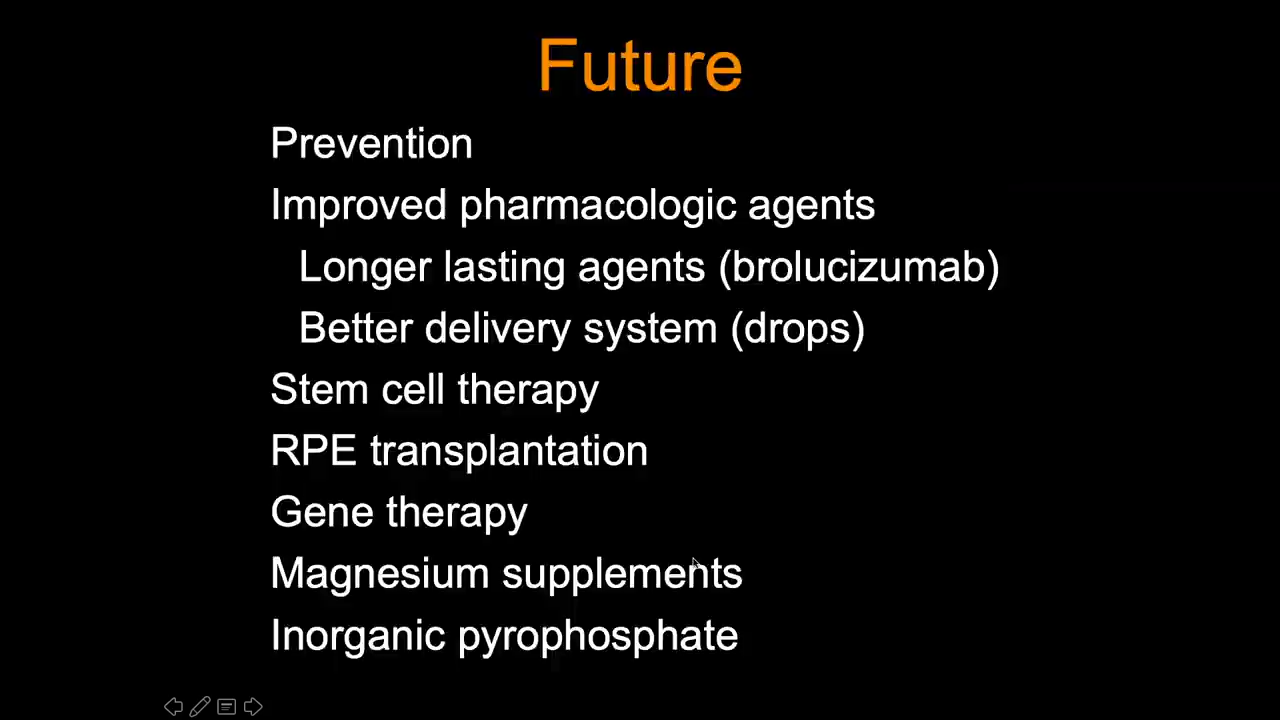 Future
Prevention
Improved pharmacologic agents
Longer lasting agents (brolucizumab)
Better delivery system (drops)
Stem cell therapy
RPE transplantation
Gene therapy
Magnesium supplements
Inorganic pyrophosphate